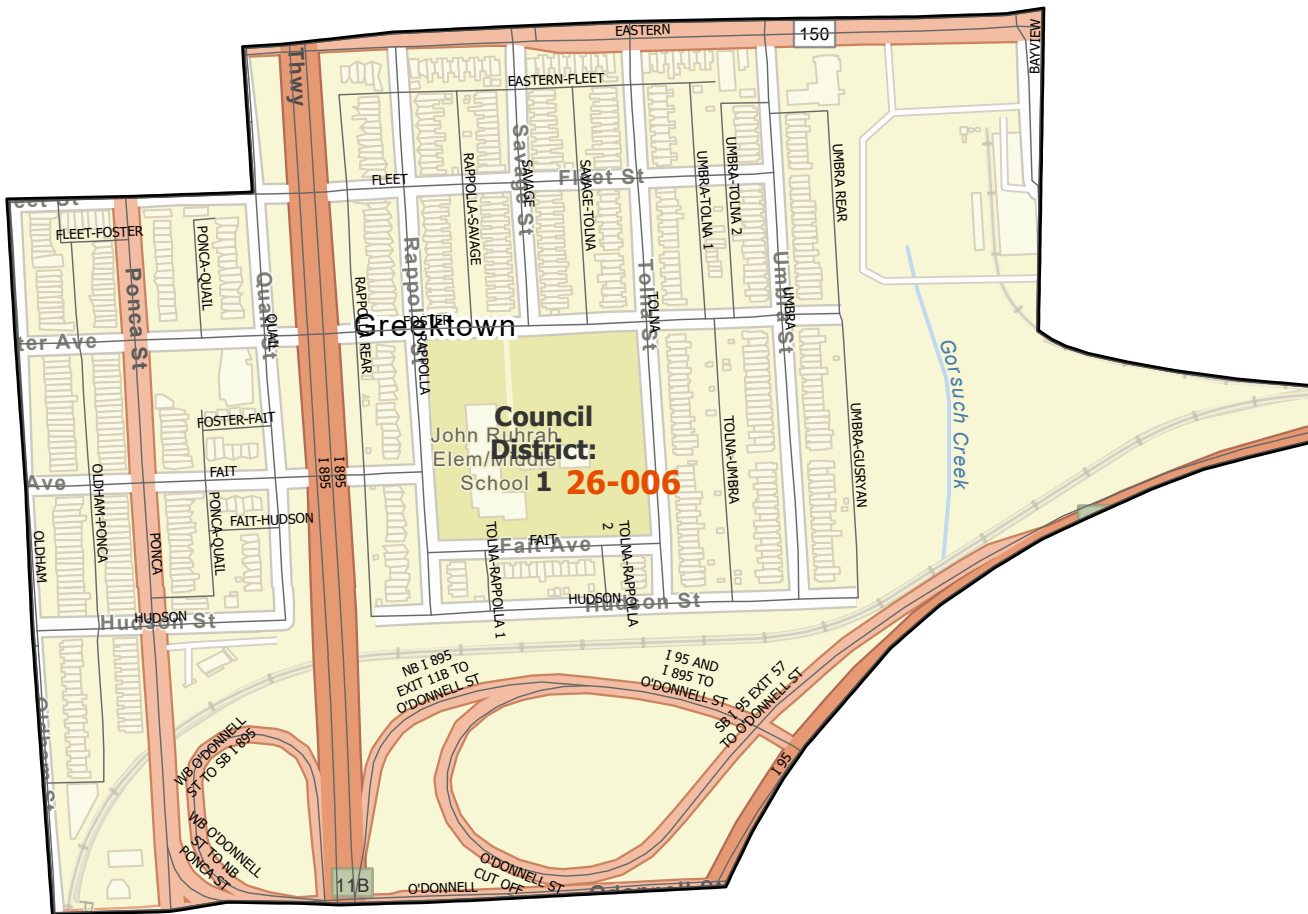 EASTERN
150
BAYVIEW
Thwy
EASTERN-FLEET
Savage St
SAVAGE
RAPPOLLA-SAVAGE
SAVAGE-TOLNA
UMBRA-TOLNA 1
UMBRA-TOLNA 2
UMBRA REAR
FLEET
Fleet St
FLEET-FOSTER
PONCA-QUAIL
Ponca St
Quail St
QUAIL
Rappolla St
RAPPOLLA REAR
RAPPOLLA
Tolna St
TOLNA
Umbra St
UMBRA
FOSTER
Greektown
ter Ave
Gorsuch Creek
FOSTER-FAIT
Council
District:
1
26-006
John Ruhrah
Elem/Middle
School
TOLNA-UMBRA
UMBRA-GUSRYAN
FAIT
Ave
I 895
I 895
OLDHAM-PONCA
PONCA-QUAIL
FAIT-HUDSON
OLDHAM
PONCA
FAIT
Fait Ave
TOLNA-RAPPOLLA 1
TOLNA-RAPPOLLA
2
HUDSON
Hudson St
HUDSON
Hudson St
NB I 895
EXIT 11B TO
O'DONNELL ST
I 95 AND
I 895 TO
O'DONNELL ST
SB I 95 EXIT 57
TO O'DONNELL ST
I 95
Oldham St
WB O'DONNELL
ST TO SB I 895
WB O'DONNELL
ST TO NB
PONCA ST
11B
O'DONNELL
O'DONNELL ST
CUT OFF